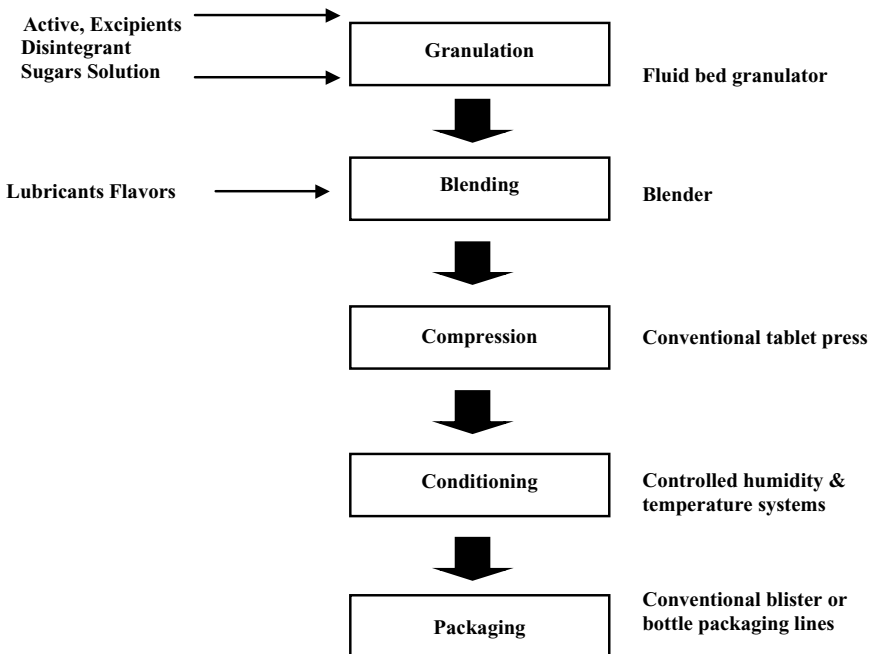 Active, Excipients
Disintegrant
Sugars Solution
Granulation
Fluid bed granulator
Lubricants Flavors
Blending
Blender
Compression
Conventional tablet press
Conditioning
Controlled humidity &
temperature systems
Packaging
Conventional blister or
bottle packaging lines